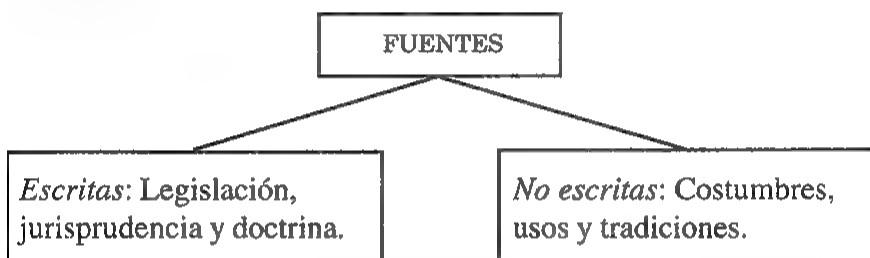 FUENTES
Escritas: Legislación,
jurisprudencia y doctrina.
No escritas: Costumbres,
usos y tradiciones.